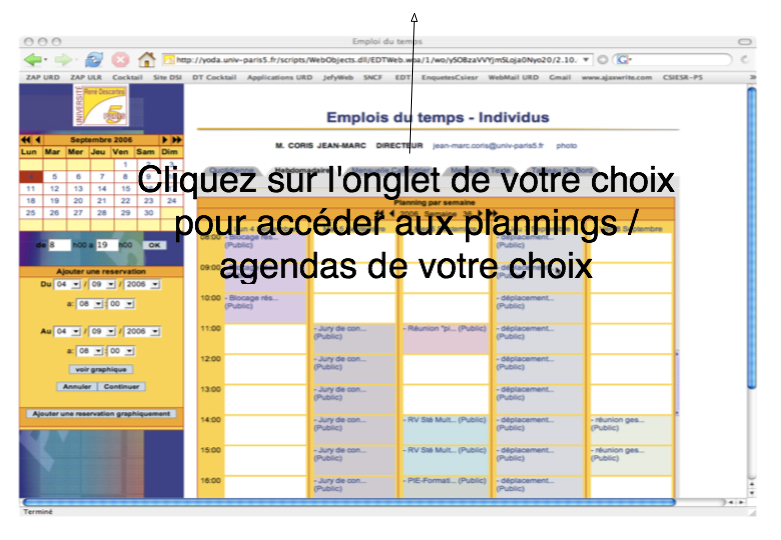 Emploi du temps
http://yoda.univ-paris5.fr/scripts/WebObjects.dll/EDTWeb.woa/1/wo/ySOBzaVVYJmSLoja0Nyo20/2.10.
ZAP URD ZAP ULR Cocktail Site DSI DT Cocktail Applications URD JefyWeb SNCF EDT EnquetesCsiesr WebMail URD Gmail www.ajaxwrite.com CSIESR-P5
UNIVERSITÉ René Descartes
5
Emplois du temps - Individus
M. CORIS JEAN-MARC DIRECTEUR jean-marc.coris@univ-paris5.fr photo
Septembre 2006
Lun Mar Mer Jeu Ven Sam Dim
1 2 3
4 5 6 7 8 9
11 12 13 14 15
18 19 20 21 22 23 24
25 26 27 28 29 30
de 8 h00 a 19 h00 OK
Ajouter une reservation
Du 04 / 09 / 2006
a: 08 : 00
Au 04 / 09 / 2006
a: 08 : 00
voir graphique
Annuler Continuer
Ajouter une reservation graphiquement
Cliquez sur l'onglet de votre choix
pour accéder aux plannings /
agendas de votre choix
Hebdomadaire
Planning par semaine
2006 Semaine 36
08:00 - Blocage rés... (Public) - déplacement... (Public)
09:00 - déplacement... (Public)
10:00 - Blocage rés... (Public) - déplacement... (Public)
11:00 - Jury de con... (Public) - Réunion "pi... (Public) - déplacement... (Public)
12:00 - Jury de con... (Public) - déplacement... (Public)
13:00 - Jury de con... (Public) - déplacement... (Public)
14:00 - Jury de con... (Public) - RV Sté Mult... (Public) - déplacement... (Public) - réunion ges... (Public)
15:00 - Jury de con... (Public) - RV Sté Mult... (Public) - déplacement... (Public) - réunion ges... (Public)
16:00 - Jury de con... (Public) - PIE-Formati... (Public) - déplacement... (Public)
Terminé